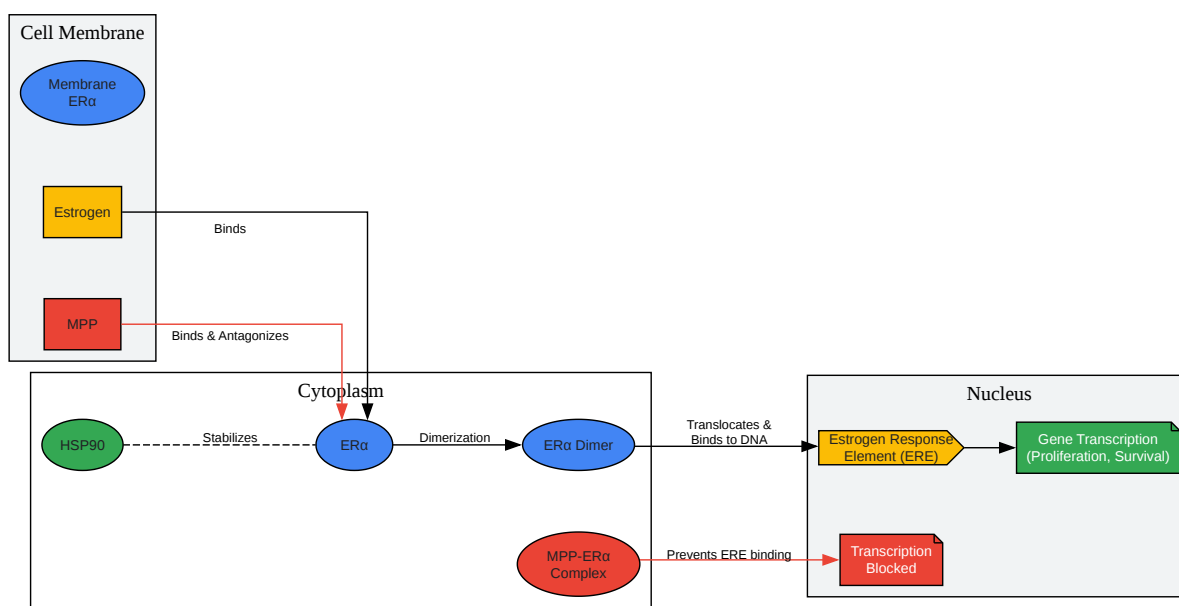 Cell Membrane
Membrane
ERα
Estrogen
Binds
MPP
Binds & Antagonizes
Cytoplasm
HSP90
Stabilizes
ERα
Dimerization
ERα Dimer
Translocates &
Binds to DNA
Nucleus
Estrogen Response
Element (ERE)
Gene Transcription
(Proliferation, Survival)
MPP-ERα
Complex
Prevents ERE binding
Transcription
Blocked